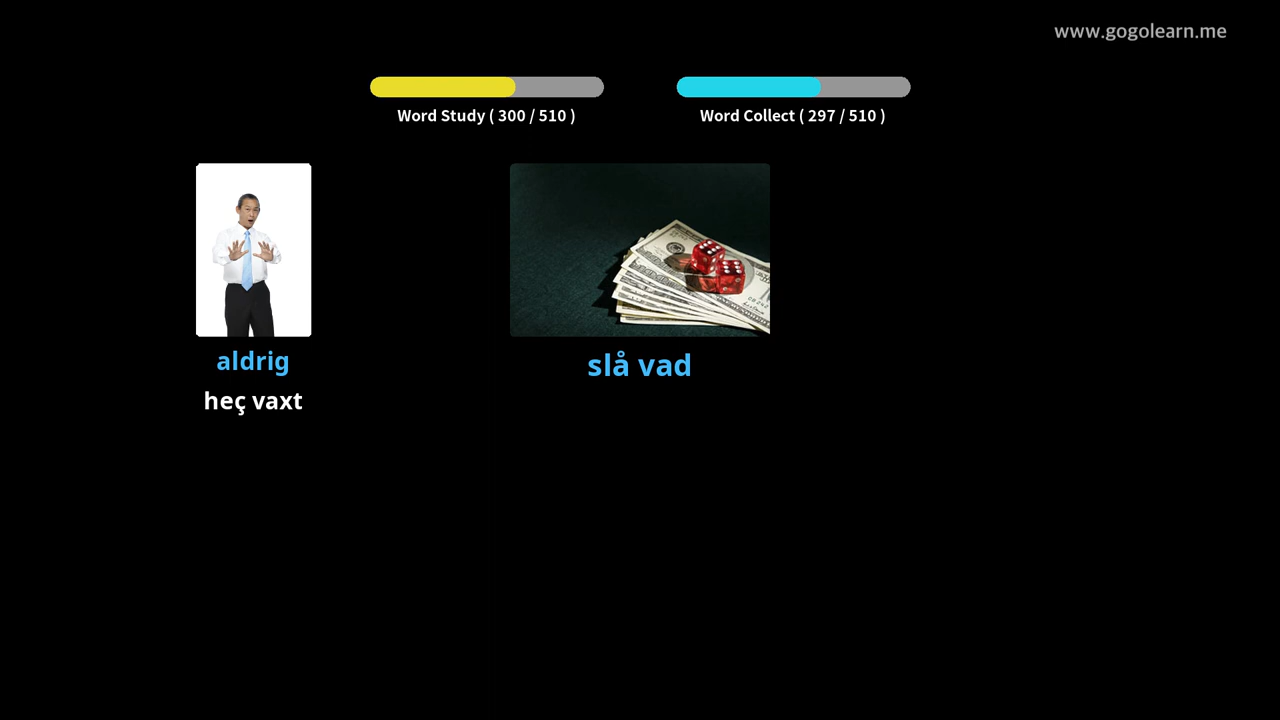 www.gogolearn.me
Word Study ( 300 / 510 )
Word Collect ( 297 / 510 )
aldrig
heç vaxt
slå vad